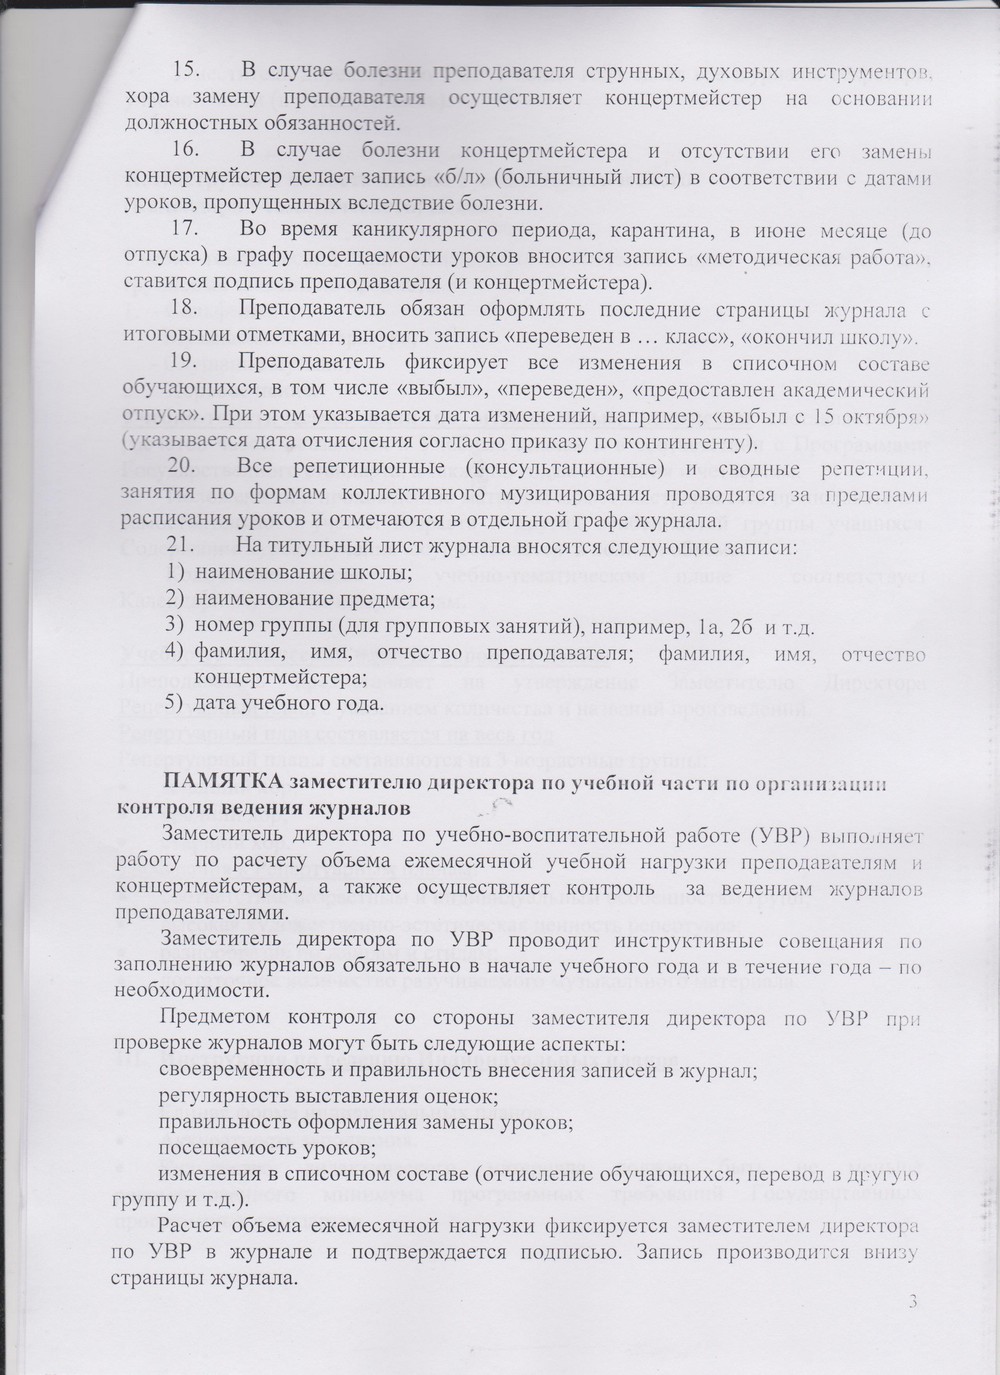 15. В случае болезни преподавателя струнных, духовых инструментов,
хора замену преподавателя осуществляет концертмейстер на основании
должностных обязанностей.
16. В случае болезни концертмейстера и отсутствии его замены
концертмейстер делает запись «б/л» (больничный лист) в соответствии с датами
уроков, пропущенных вследствие болезни.
17. Во время каникулярного периода, карантина, в июне месяце (до
отпуска) в графу посещаемости уроков вносится запись «методическая работа»,
ставится подпись преподавателя (и концертмейстера).
18. Преподаватель обязан оформлять последние страницы журнала с
итоговыми отметками, вносить запись «переведен в … класс», «окончил школу».
19. Преподаватель фиксирует все изменения в списочном составе
обучающихся, в том числе «выбыл», «переведен», «предоставлен академический
отпуск». При этом указывается дата изменений, например, «выбыл с 15 октября»
(указывается дата отчисления согласно приказу по контингенту).
20. Все репетиционные (консультационные) и сводные репетиции,
занятия по формам коллективного музицирования проводятся за пределами
расписания уроков и отмечаются в отдельной графе журнала.
21. На титульный лист журнала вносятся следующие записи:
1) наименование школы;
2) наименование предмета;
3) номер группы (для групповых занятий), например, 1а, 2б и т.д.
4) фамилия, имя, отчество преподавателя; фамилия, имя, отчество
концертмейстера;
5) дата учебного года.
ПАМЯТКА заместителю директора по учебной части по организации
контроля ведения журналов
Заместитель директора по учебно-воспитательной работе (УВР) выполняет
работу по расчету объема ежемесячной учебной нагрузки преподавателям и
концертмейстерам, а также осуществляет контроль за ведением журналов
преподавателями.
Заместитель директора по УВР проводит инструктивные совещания по
заполнению журналов обязательно в начале учебного года и в течение года – по
необходимости.
Предметом контроля со стороны заместителя директора по УВР при
проверке журналов могут быть следующие аспекты:
своевременность и правильность внесения записей в журнал;
регулярность выставления оценок;
правильность оформления замены уроков;
посещаемость уроков;
изменения в списочном составе (отчисление обучающихся, перевод в другую
группу и т.д.).
Расчет объема ежемесячной нагрузки фиксируется заместителем директора
по УВР в журнале и подтверждается подписью. Запись производится внизу
страницы журнала.
3